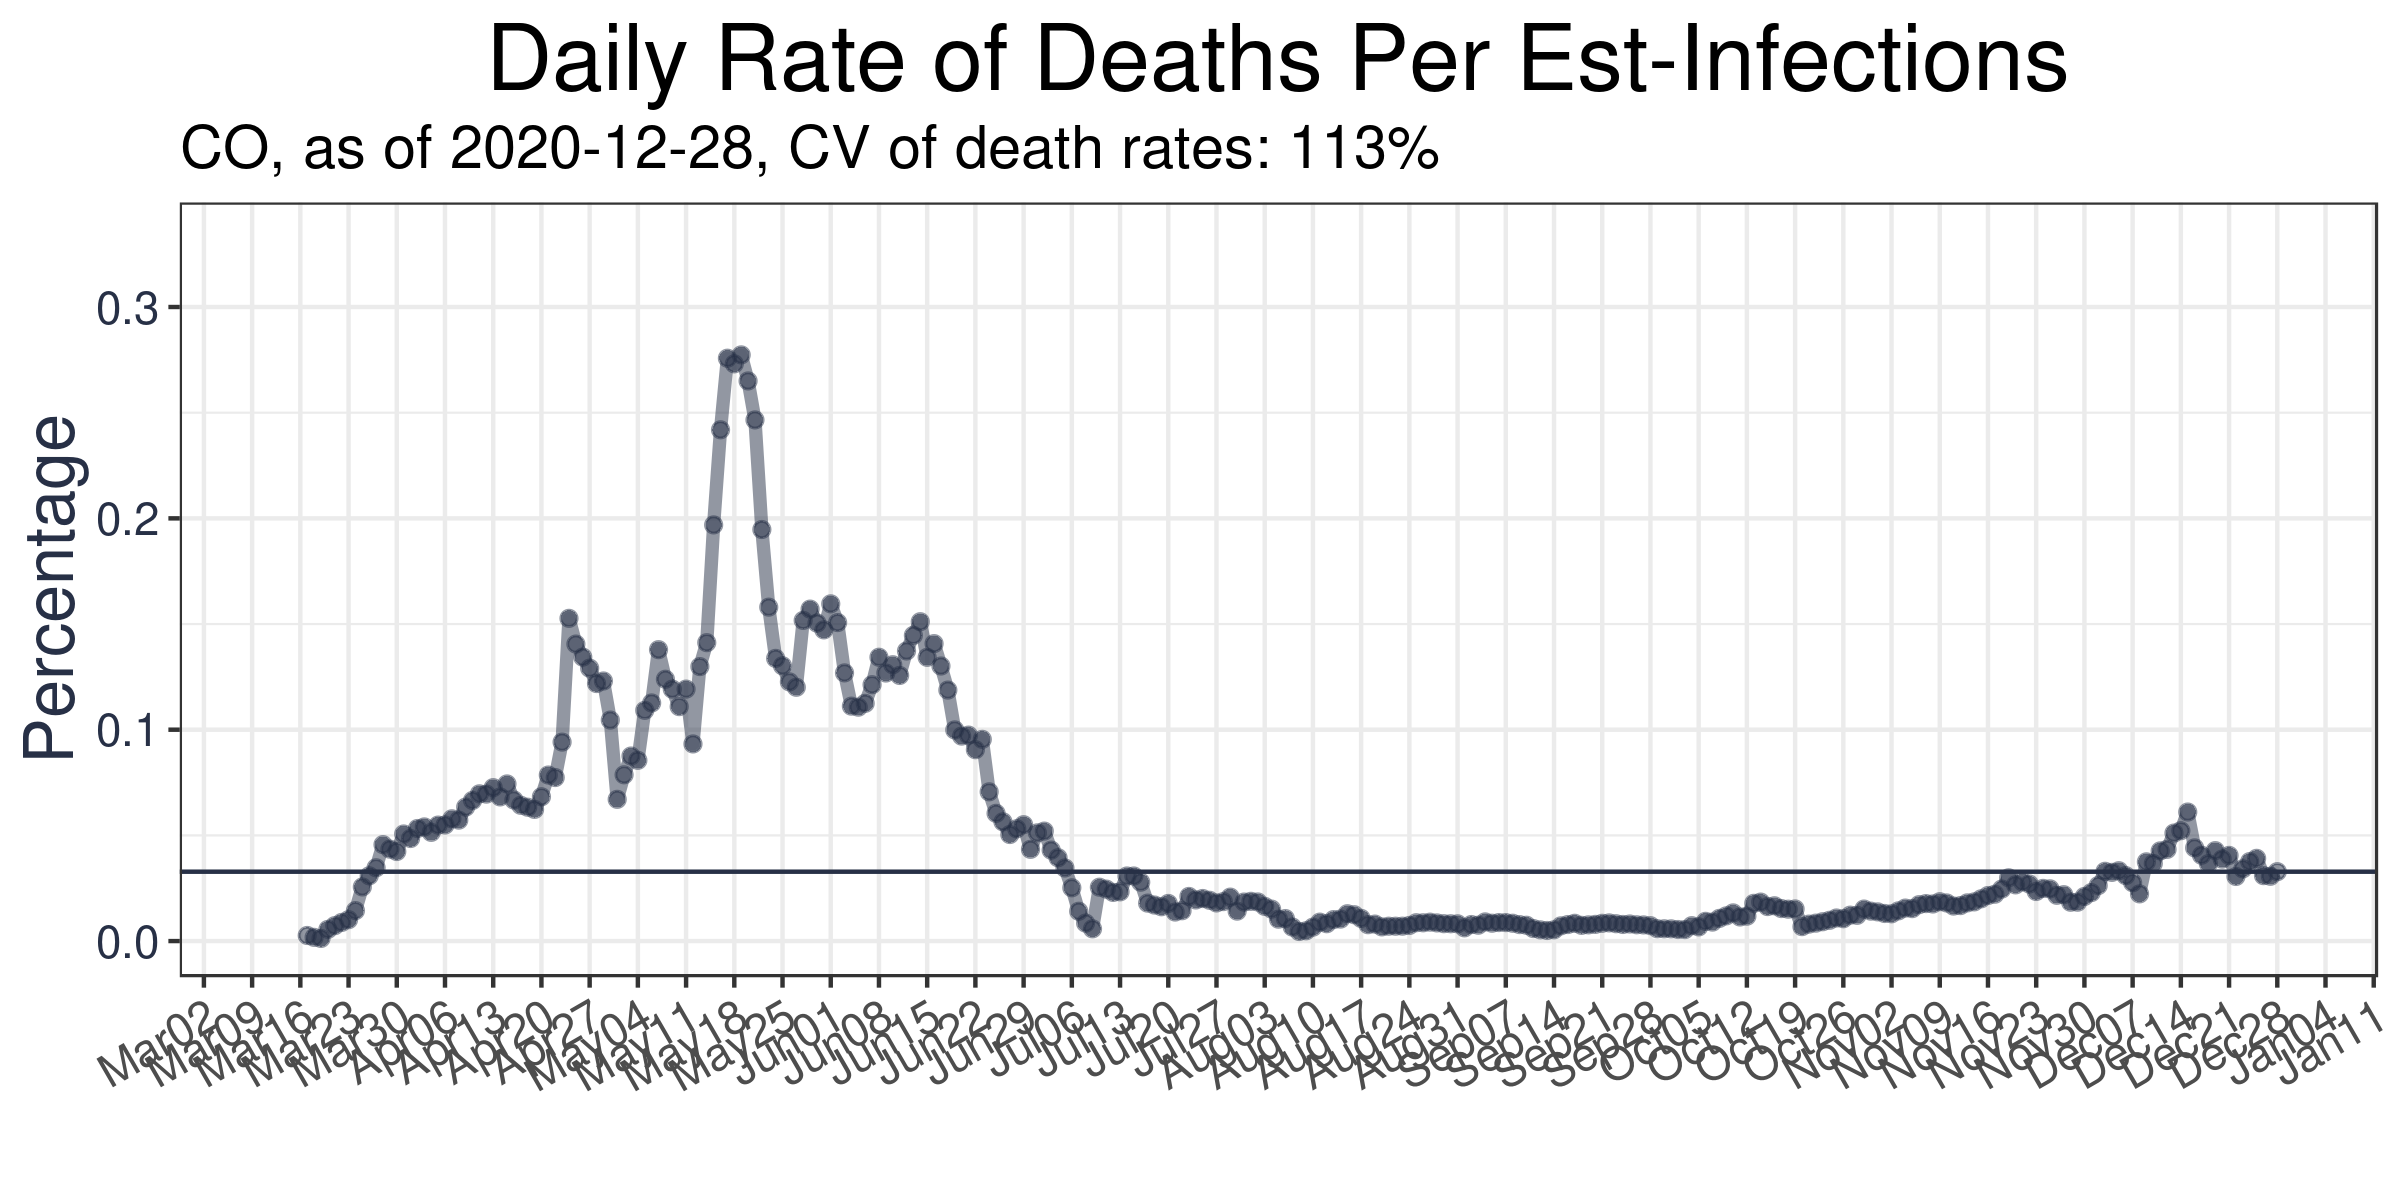 Daily Rate of Deaths Per Est-Infections
CO, as of 2020-12-28, CV of death rates: 113%
Percentage
0.3
0.2
0.1
0.0
Mar02
Mar09
Mar16
Mar23
Mar30
Apr06
Apr13
Apr20
Apr27
May04
May11
May18
May25
Jun01
Jun08
Jun15
Jun22
Jun29
Jul06
Jul13
Jul20
Jul27
Aug03
Aug10
Aug17
Aug24
Aug31
Sep07
Sep14
Sep21
Sep28
Oct05
Oct12
Oct19
Oct26
Nov02
Nov09
Nov16
Nov23
Nov30
Dec07
Dec14
Dec21
Dec28
Jan04
Jan11